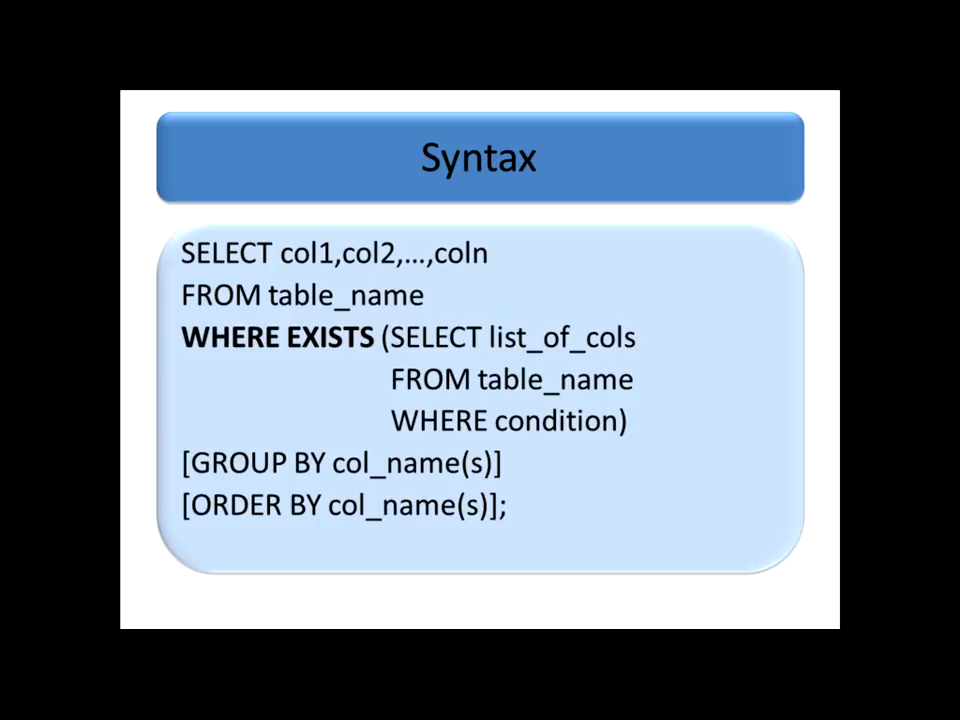 Syntax
SELECT col1,col2,...,coln
FROM table_name
WHERE EXISTS (SELECT list_of_cols
FROM table_name
WHERE condition)
[GROUP BY col_name(s)]
[ORDER BY col_name(s)];